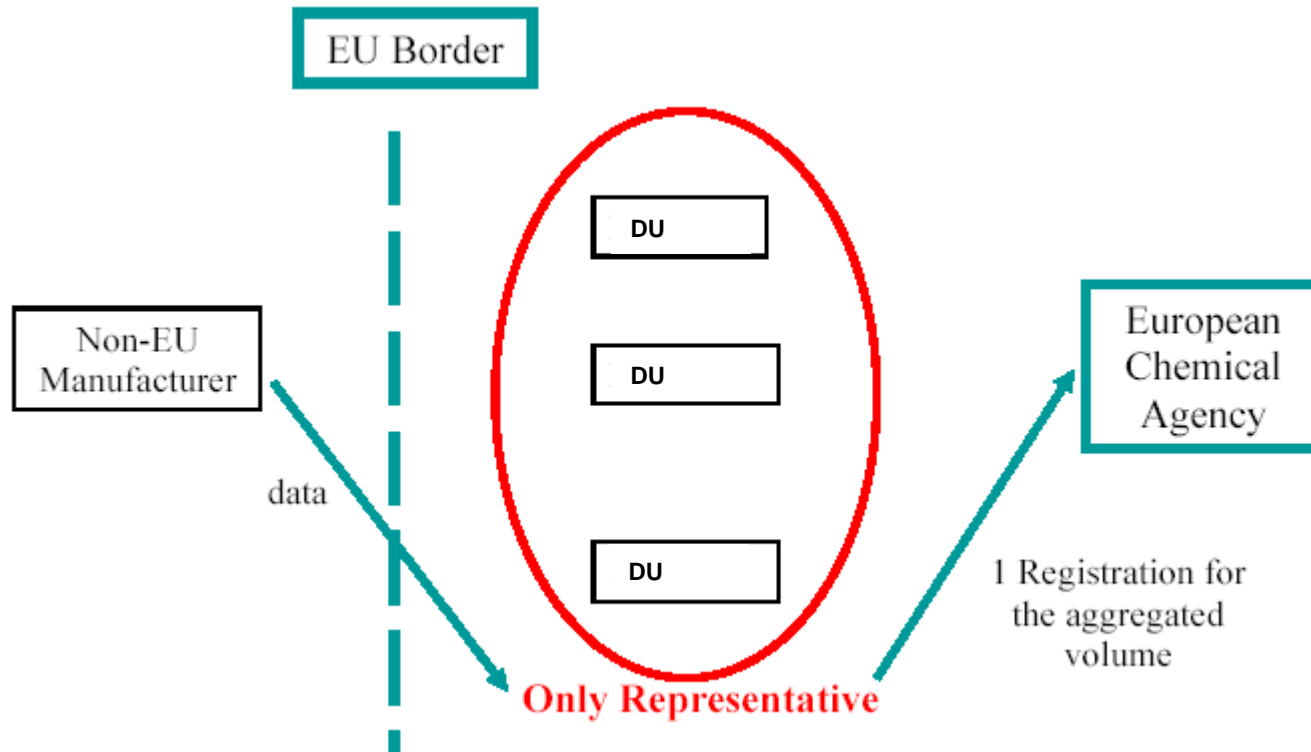 EU Border
DU
Non-EU
Manufacturer
DU
European
Chemical
Agency
data
DU
1 Registration for
the aggregated
volume
Only Representative